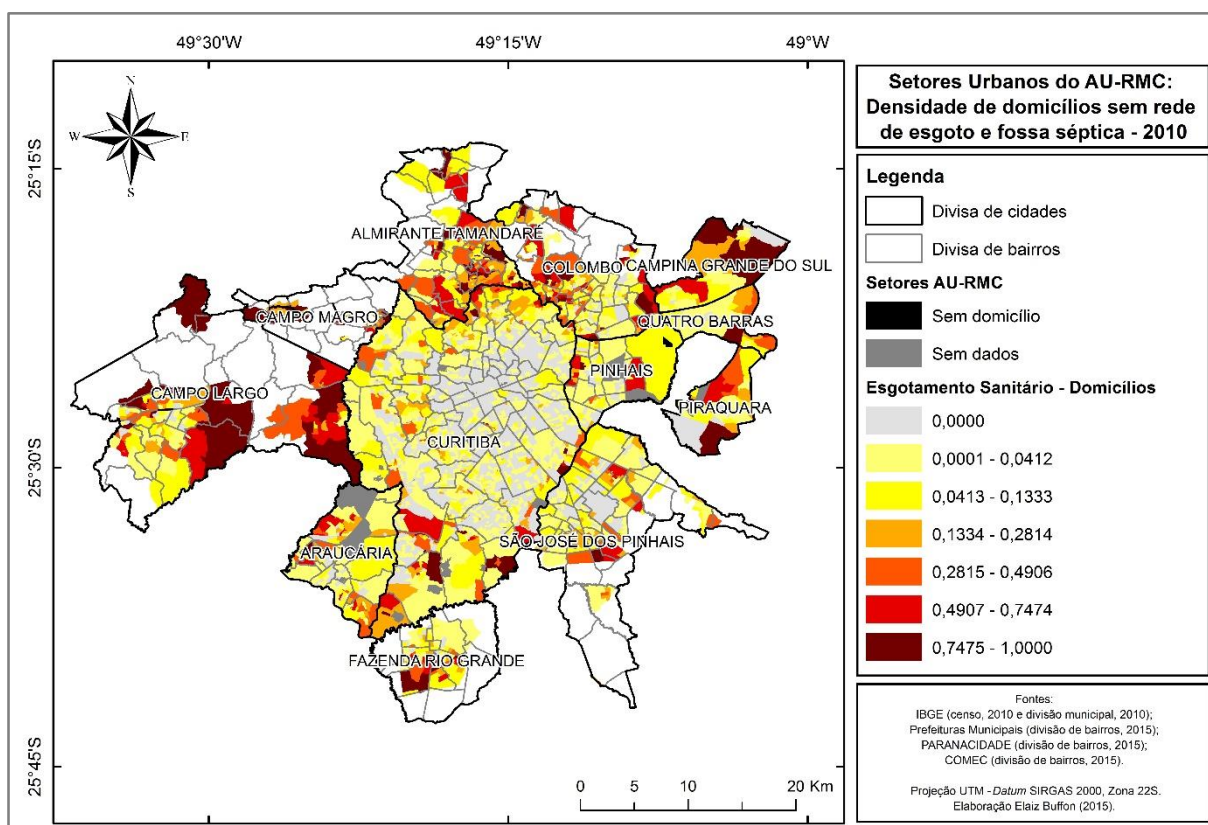 49°30'W
49°15'W
49°W
N
W
E
S
25°15'S
25°30'S
25°45'S
ALMIRANTE TAMANDARÉ
COLOMBO
CAMPINA GRANDE DO SUL
CAMPO MAGRO
QUATRO BARRAS
PINHAIS
CAMPO LARGO
PIRAQUARA
CURITIBA
SÃO JOSÉ DOS PINHAIS
ARAUCÁRIA
FAZENDA RIO GRANDE
0 5 10 20 Km
Setores Urbanos do AU-RMC:
Densidade de domicílios sem rede
de esgoto e fossa séptica - 2010
Legenda
Divisa de cidades
Divisa de bairros
Setores AU-RMC
Sem domicílio
Sem dados
Esgotamento Sanitário - Domicílios
0,0000
0,0001 - 0,0412
0,0413 - 0,1333
0,1334 - 0,2814
0,2815 - 0,4906
0,4907 - 0,7474
0,7475 - 1,0000
Fontes:
IBGE (censo, 2010 e divisão municipal, 2010);
Prefeituras Municipais (divisão de bairros, 2015);
PARANACIDADE (divisão de bairros, 2015);
COMEC (divisão de bairros, 2015).
Projeção UTM - Datum SIRGAS 2000, Zona 22S.
Elaboração Elaiz Buffon (2015).